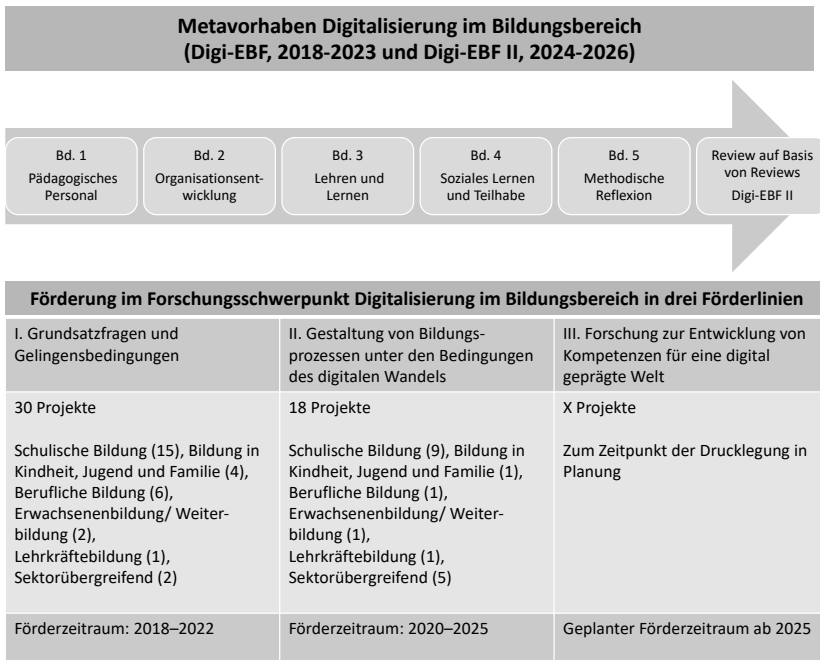 Metavorhaben Digitalisierung im Bildungsbereich
(Digi-EBF, 2018-2023 und Digi-EBF II, 2024-2026)
Bd. 1
Pädagogisches
Personal
Bd. 2
Organisationsent-
wicklung
Bd. 3
Lehren und
Lernen
Bd. 4
Soziales Lernen
und Teilhabe
Bd. 5
Methodische
Reflexion
Review auf Basis
von Reviews
Digi-EBF II
Förderung im Forschungsschwerpunkt Digitalisierung im Bildungsbereich in drei Förderlinien
I. Grundsatzfragen und
Gelingensbedingungen
II. Gestaltung von Bildungs-
prozessen unter den Bedingungen
des digitalen Wandels
III. Forschung zur Entwicklung von
Kompetenzen für eine digital
geprägte Welt
30 Projekte
Schulische Bildung (15), Bildung in
Kindheit, Jugend und Familie (4),
Berufliche Bildung (6),
Erwachsenenbildung/ Weiter-
bildung (2),
Lehrkräftebildung (1),
Sektorübergreifend (2)
18 Projekte
Schulische Bildung (9), Bildung in
Kindheit, Jugend und Familie (1),
Berufliche Bildung (1),
Erwachsenenbildung/ Weiter-
bildung (1),
Lehrkräftebildung (1),
Sektorübergreifend (5)
X Projekte
Zum Zeitpunkt der Drucklegung in
Planung
Förderzeitraum: 2018–2022
Förderzeitraum: 2020–2025
Geplanter Förderzeitraum ab 2025